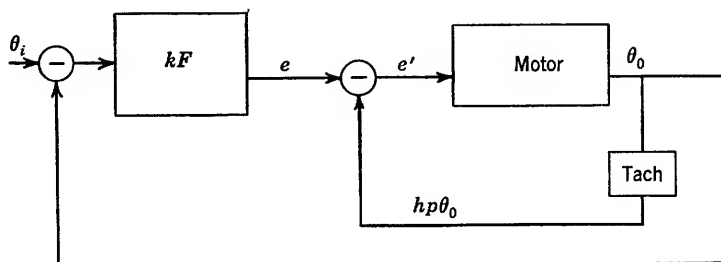 θᵢ
−
kF
e
−
e′
Motor
θ₀
Tach
hpθ₀